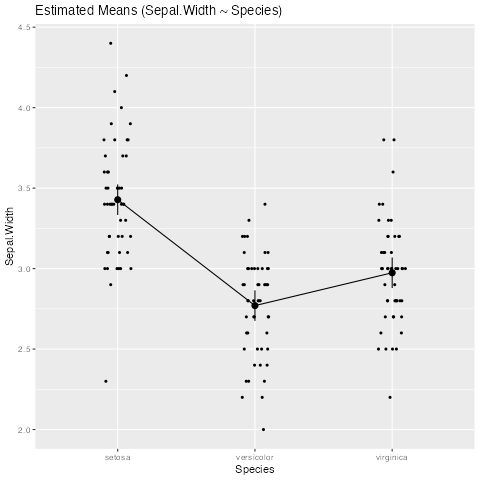 Estimated Means (Sepal.Width ~ Species)
4.5
4.0
3.5
3.0
2.5
2.0
Sepal.Width
setosa versicolor virginica
Species